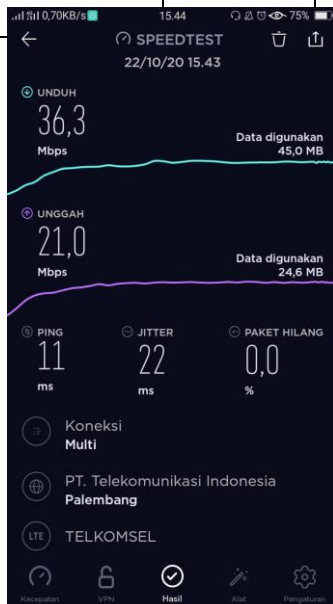 0,70KB/s 15.44 75%
SPEEDTEST
22/10/20 15.43
UNDUH
36,3
Mbps
Data digunakan
45,0 MB
UNGGAH
21,0
Mbps
Data digunakan
24,6 MB
PING JITTER PAKET HILANG
11 22 0,0
ms ms %
Koneksi
Multi
PT. Telekomunikasi Indonesia
Palembang
LTE TELKOMSEL
Kecepatan VPN Hasil Alat Pengaturan